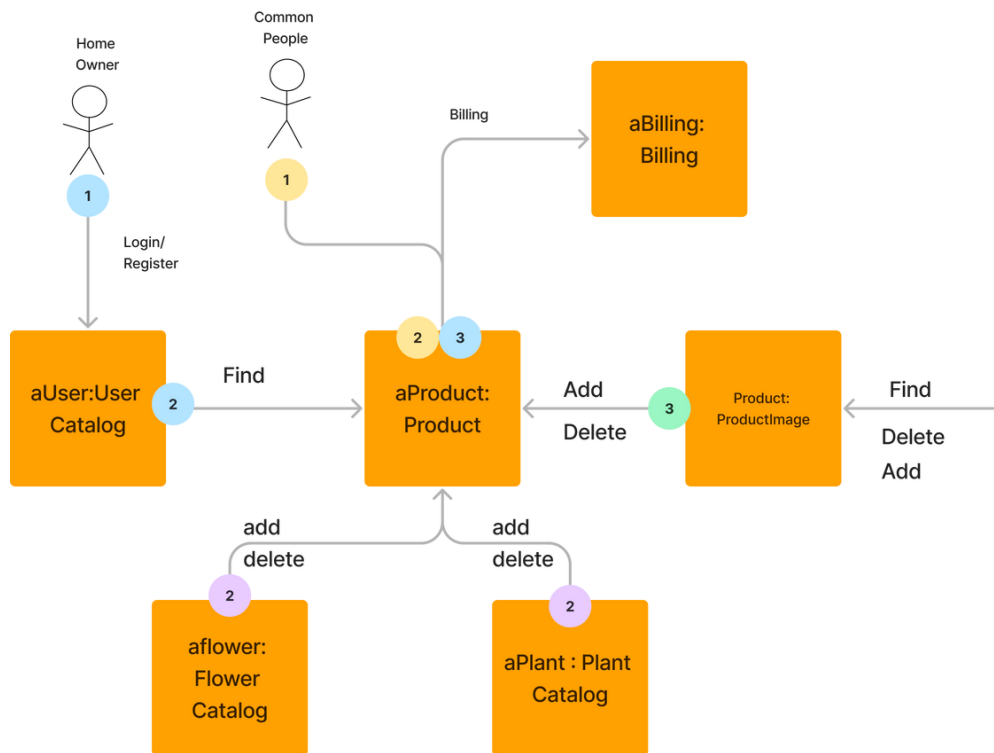 Home
Owner
Common
People
1
1
Login/
Register
Billing
aBilling:
Billing
aUser:User
Catalog
2
Find
2
3
aProduct:
Product
Add
Delete
3
Product:
ProductImage
Find
Delete
Add
add
delete
2
aflower:
Flower
Catalog
add
delete
2
aPlant : Plant
Catalog